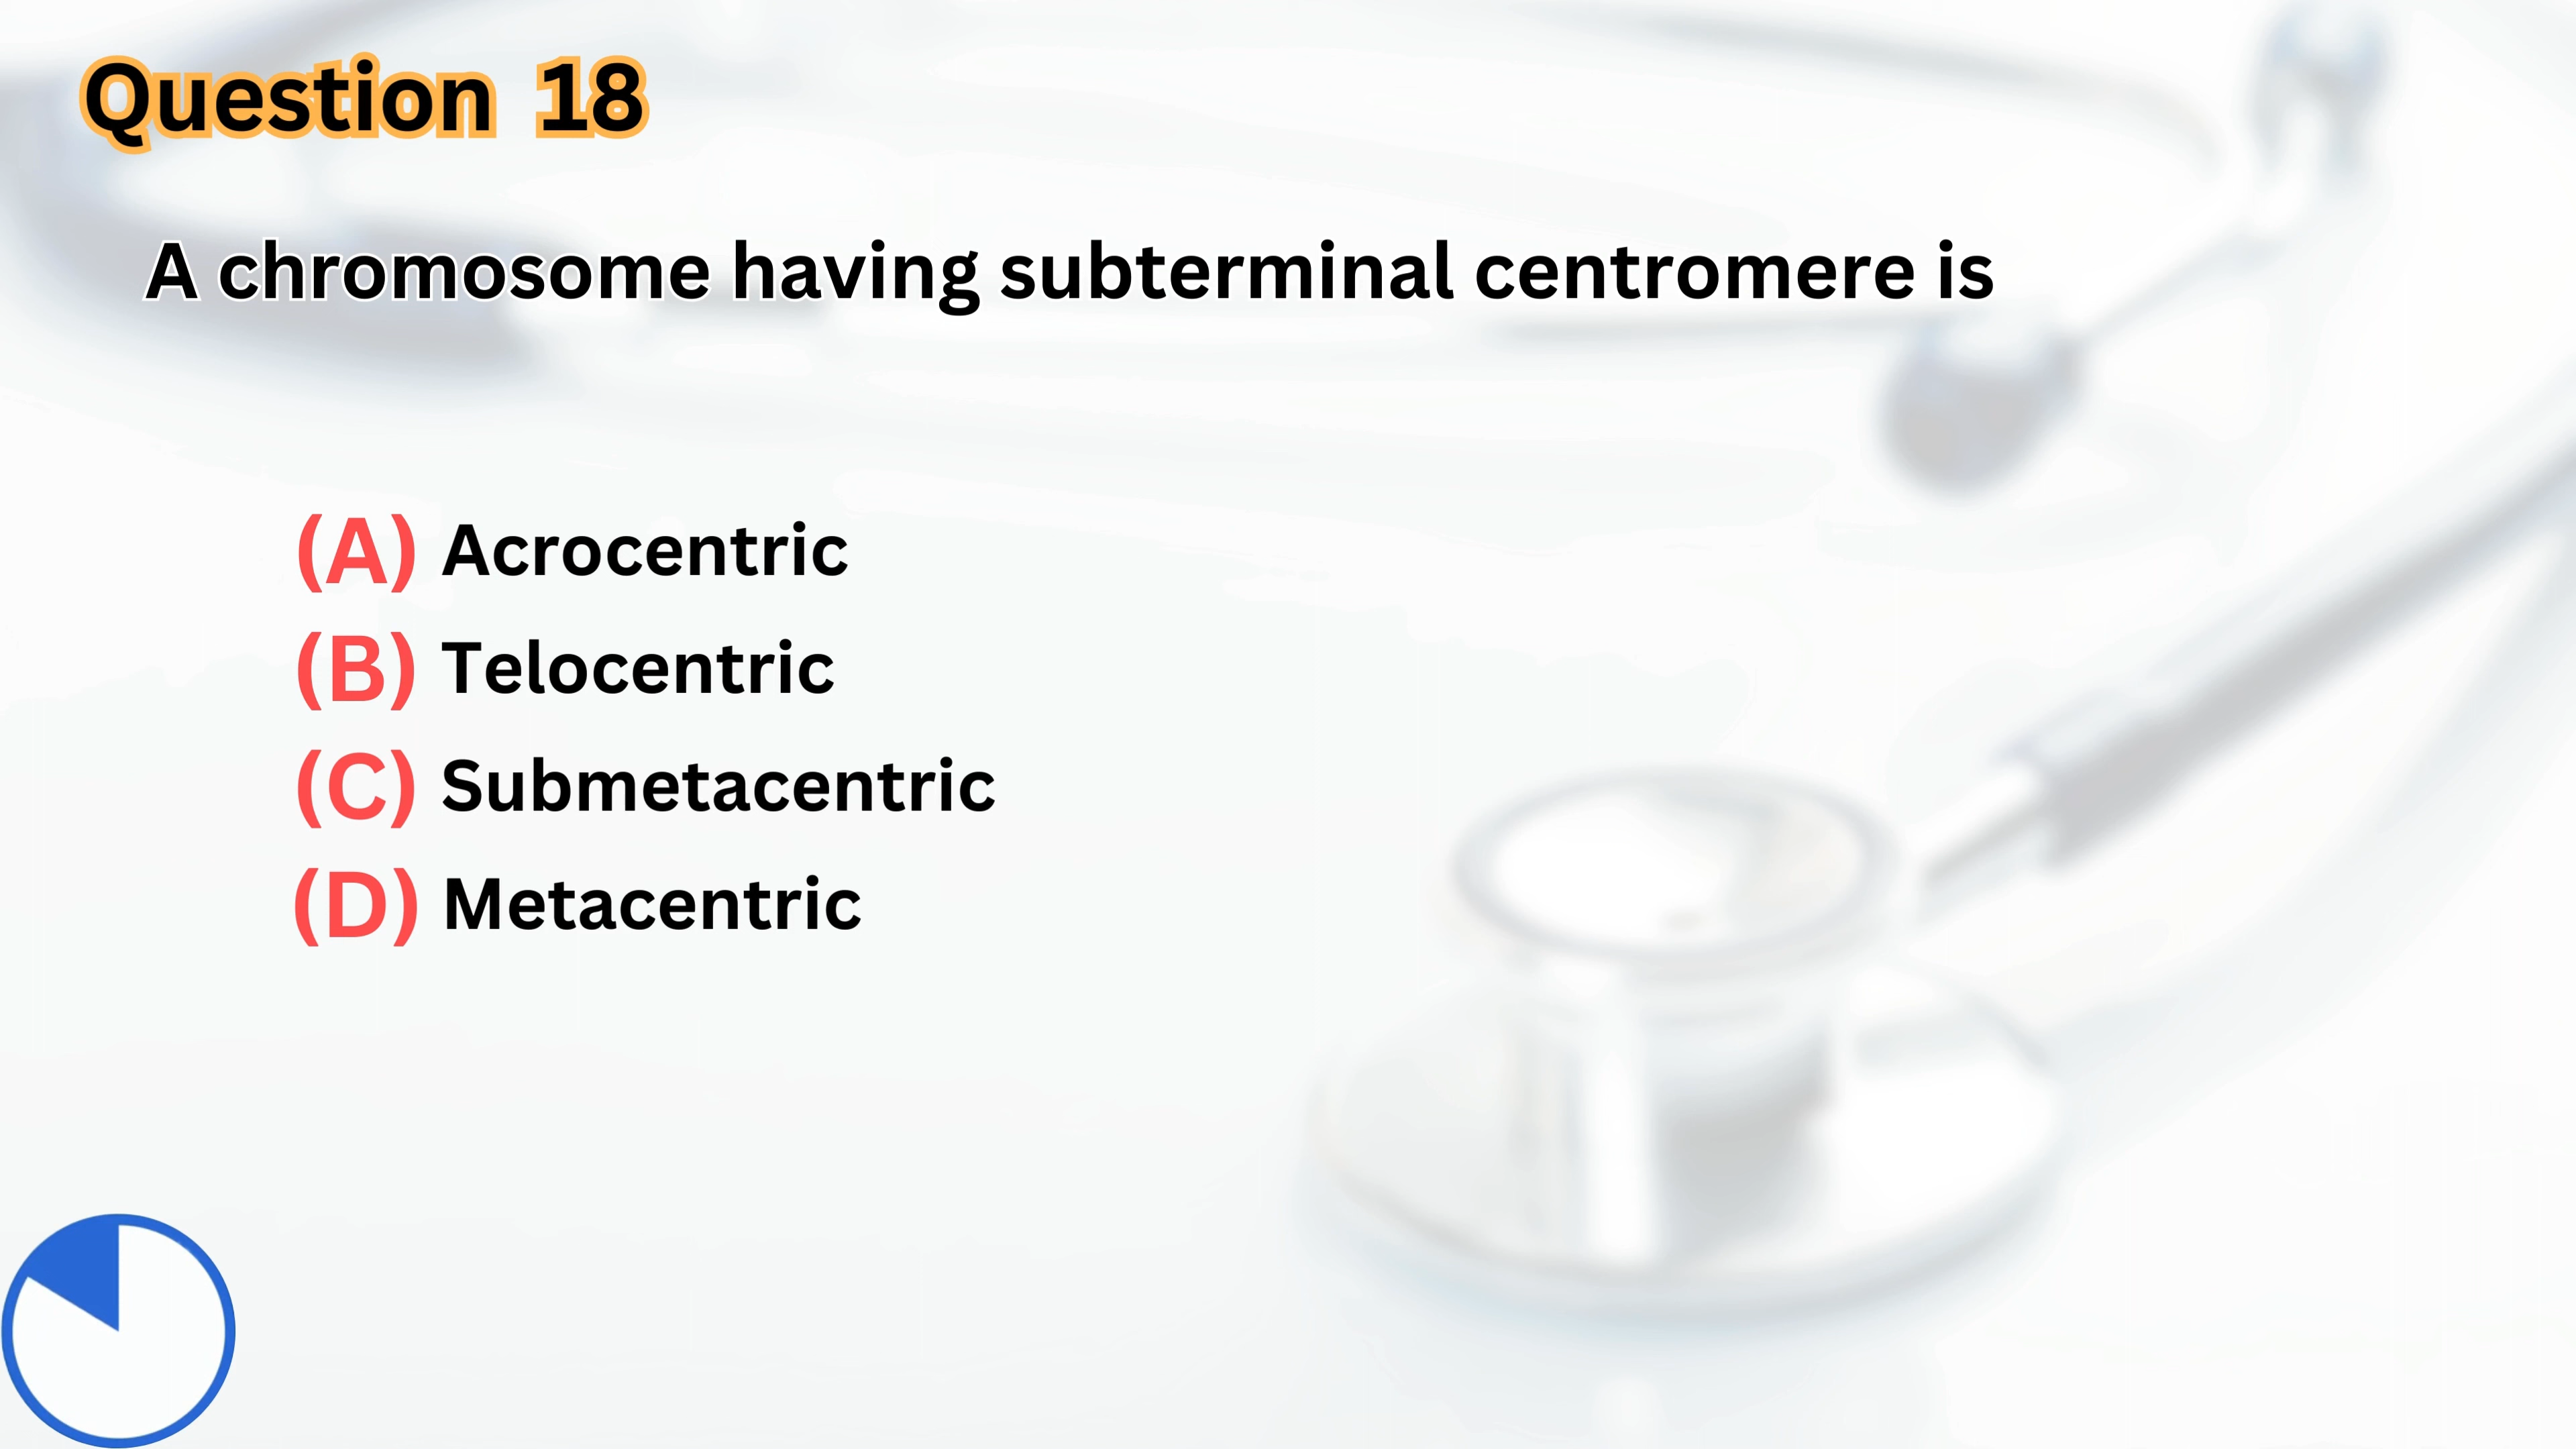 Question 18
A chromosome having subterminal centromere is
(A) Acrocentric
(B) Telocentric
(C) Submetacentric
(D) Metacentric